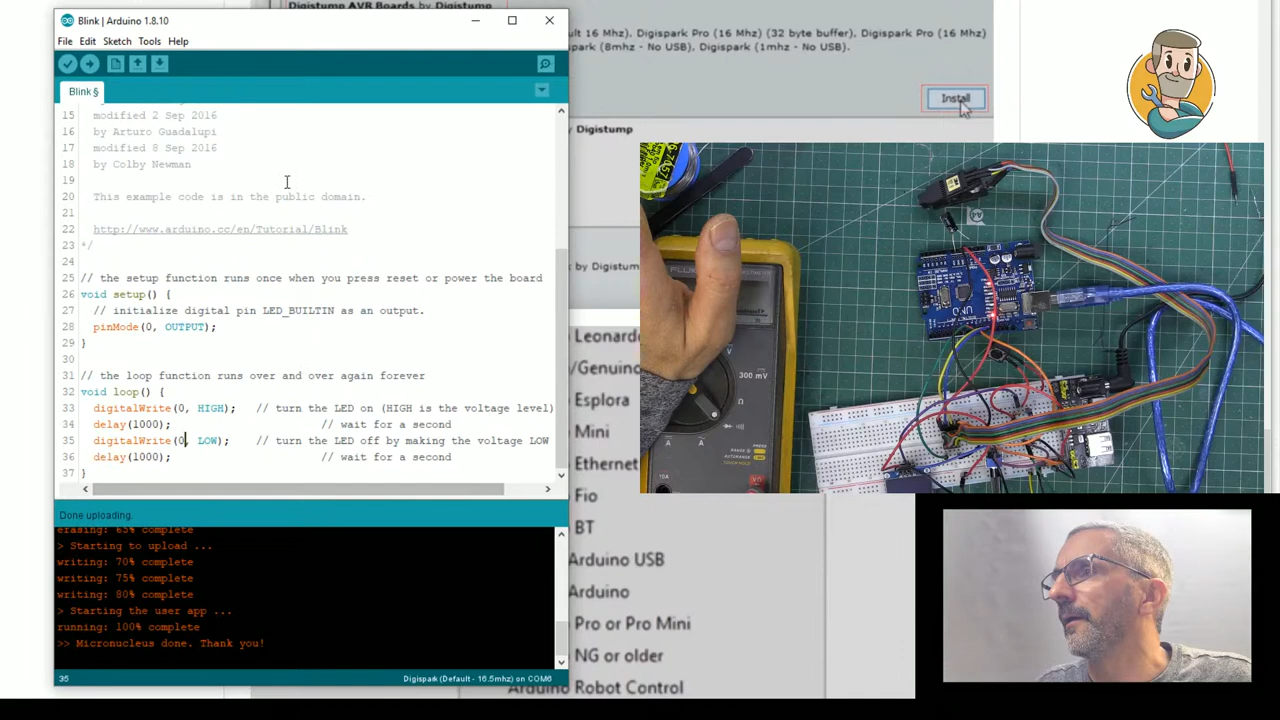 Digistump AVR Boards by Digistump
Blink | Arduino 1.8.10
File Edit Sketch Tools Help
ult 16 Mhz), Digispark Pro (16 Mhz) (32 byte buffer), Digispark Pro (16
park (8mhz - No USB), Digispark (1mhz - No USB).
Install
Blink §
by Digistump
15 modified 2 Sep 2016
16 by Arturo Guadalupi
17 modified 8 Sep 2016
18 by Colby Newman
19
20 This example code is in the public domain.
21
22 http://www.arduino.cc/en/Tutorial/Blink
23 */
24
25 // the setup function runs once when you press reset or power the board
26 void setup() {
27 // initialize digital pin LED_BUILTIN as an output.
28 pinMode(0, OUTPUT);
29 }
30
31 // the loop function runs over and over again forever
32 void loop() {
33 digitalWrite(0, HIGH); // turn the LED on (HIGH is the voltage level)
34 delay(1000); // wait for a second
35 digitalWrite(0, LOW); // turn the LED off by making the voltage LOW
36 delay(1000); // wait for a second
37 }
by Digistump
Leonardo
/Genuino
Esplora
Mini
Ethernet
Fio
BT
Arduino USB
Arduino
Pro or Pro Mini
NG or older
Arduino Robot Control
FLUKE
V
300 mV
A
A
10A
Done uploading.
erasing: 65% complete
> Starting to upload ...
writing: 70% complete
writing: 75% complete
writing: 80% complete
> Starting the user app ...
running: 100% complete
>> Micronucleus done. Thank you!
35
Digispark (Default - 16.5mhz) on COM6